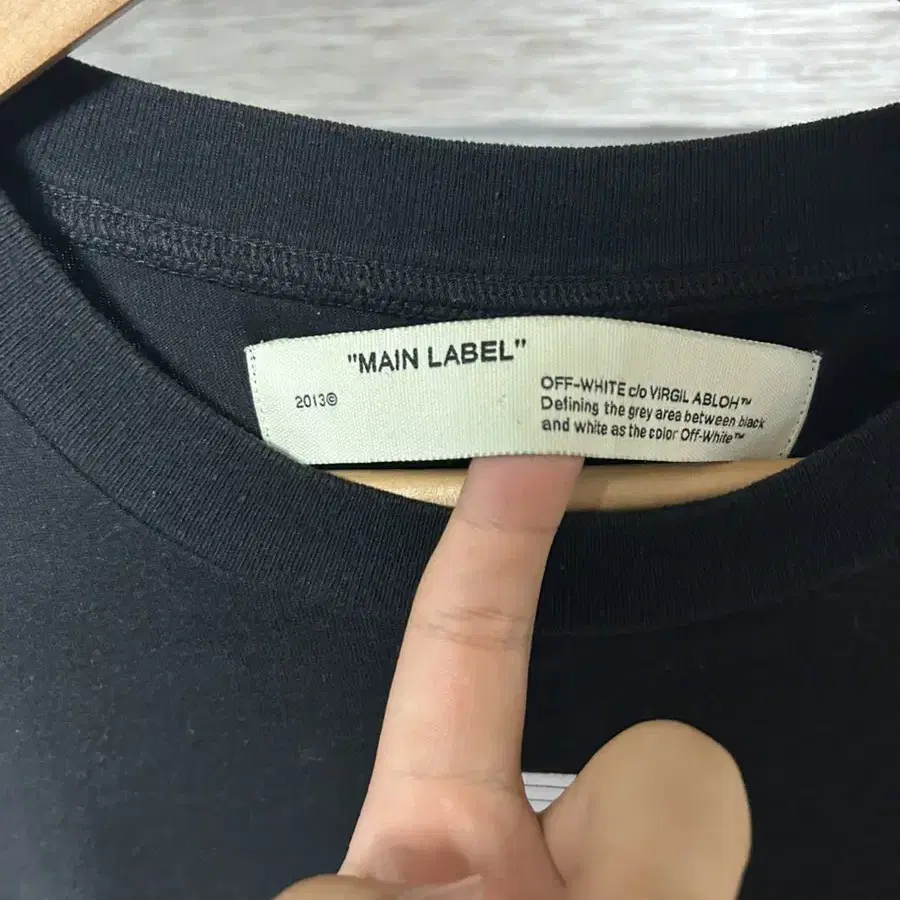 "MAIN LABEL"
2013©
OFF-WHITE c/o VIRGIL ABLOH™
Defining the grey area between black
and white as the color Off-White™